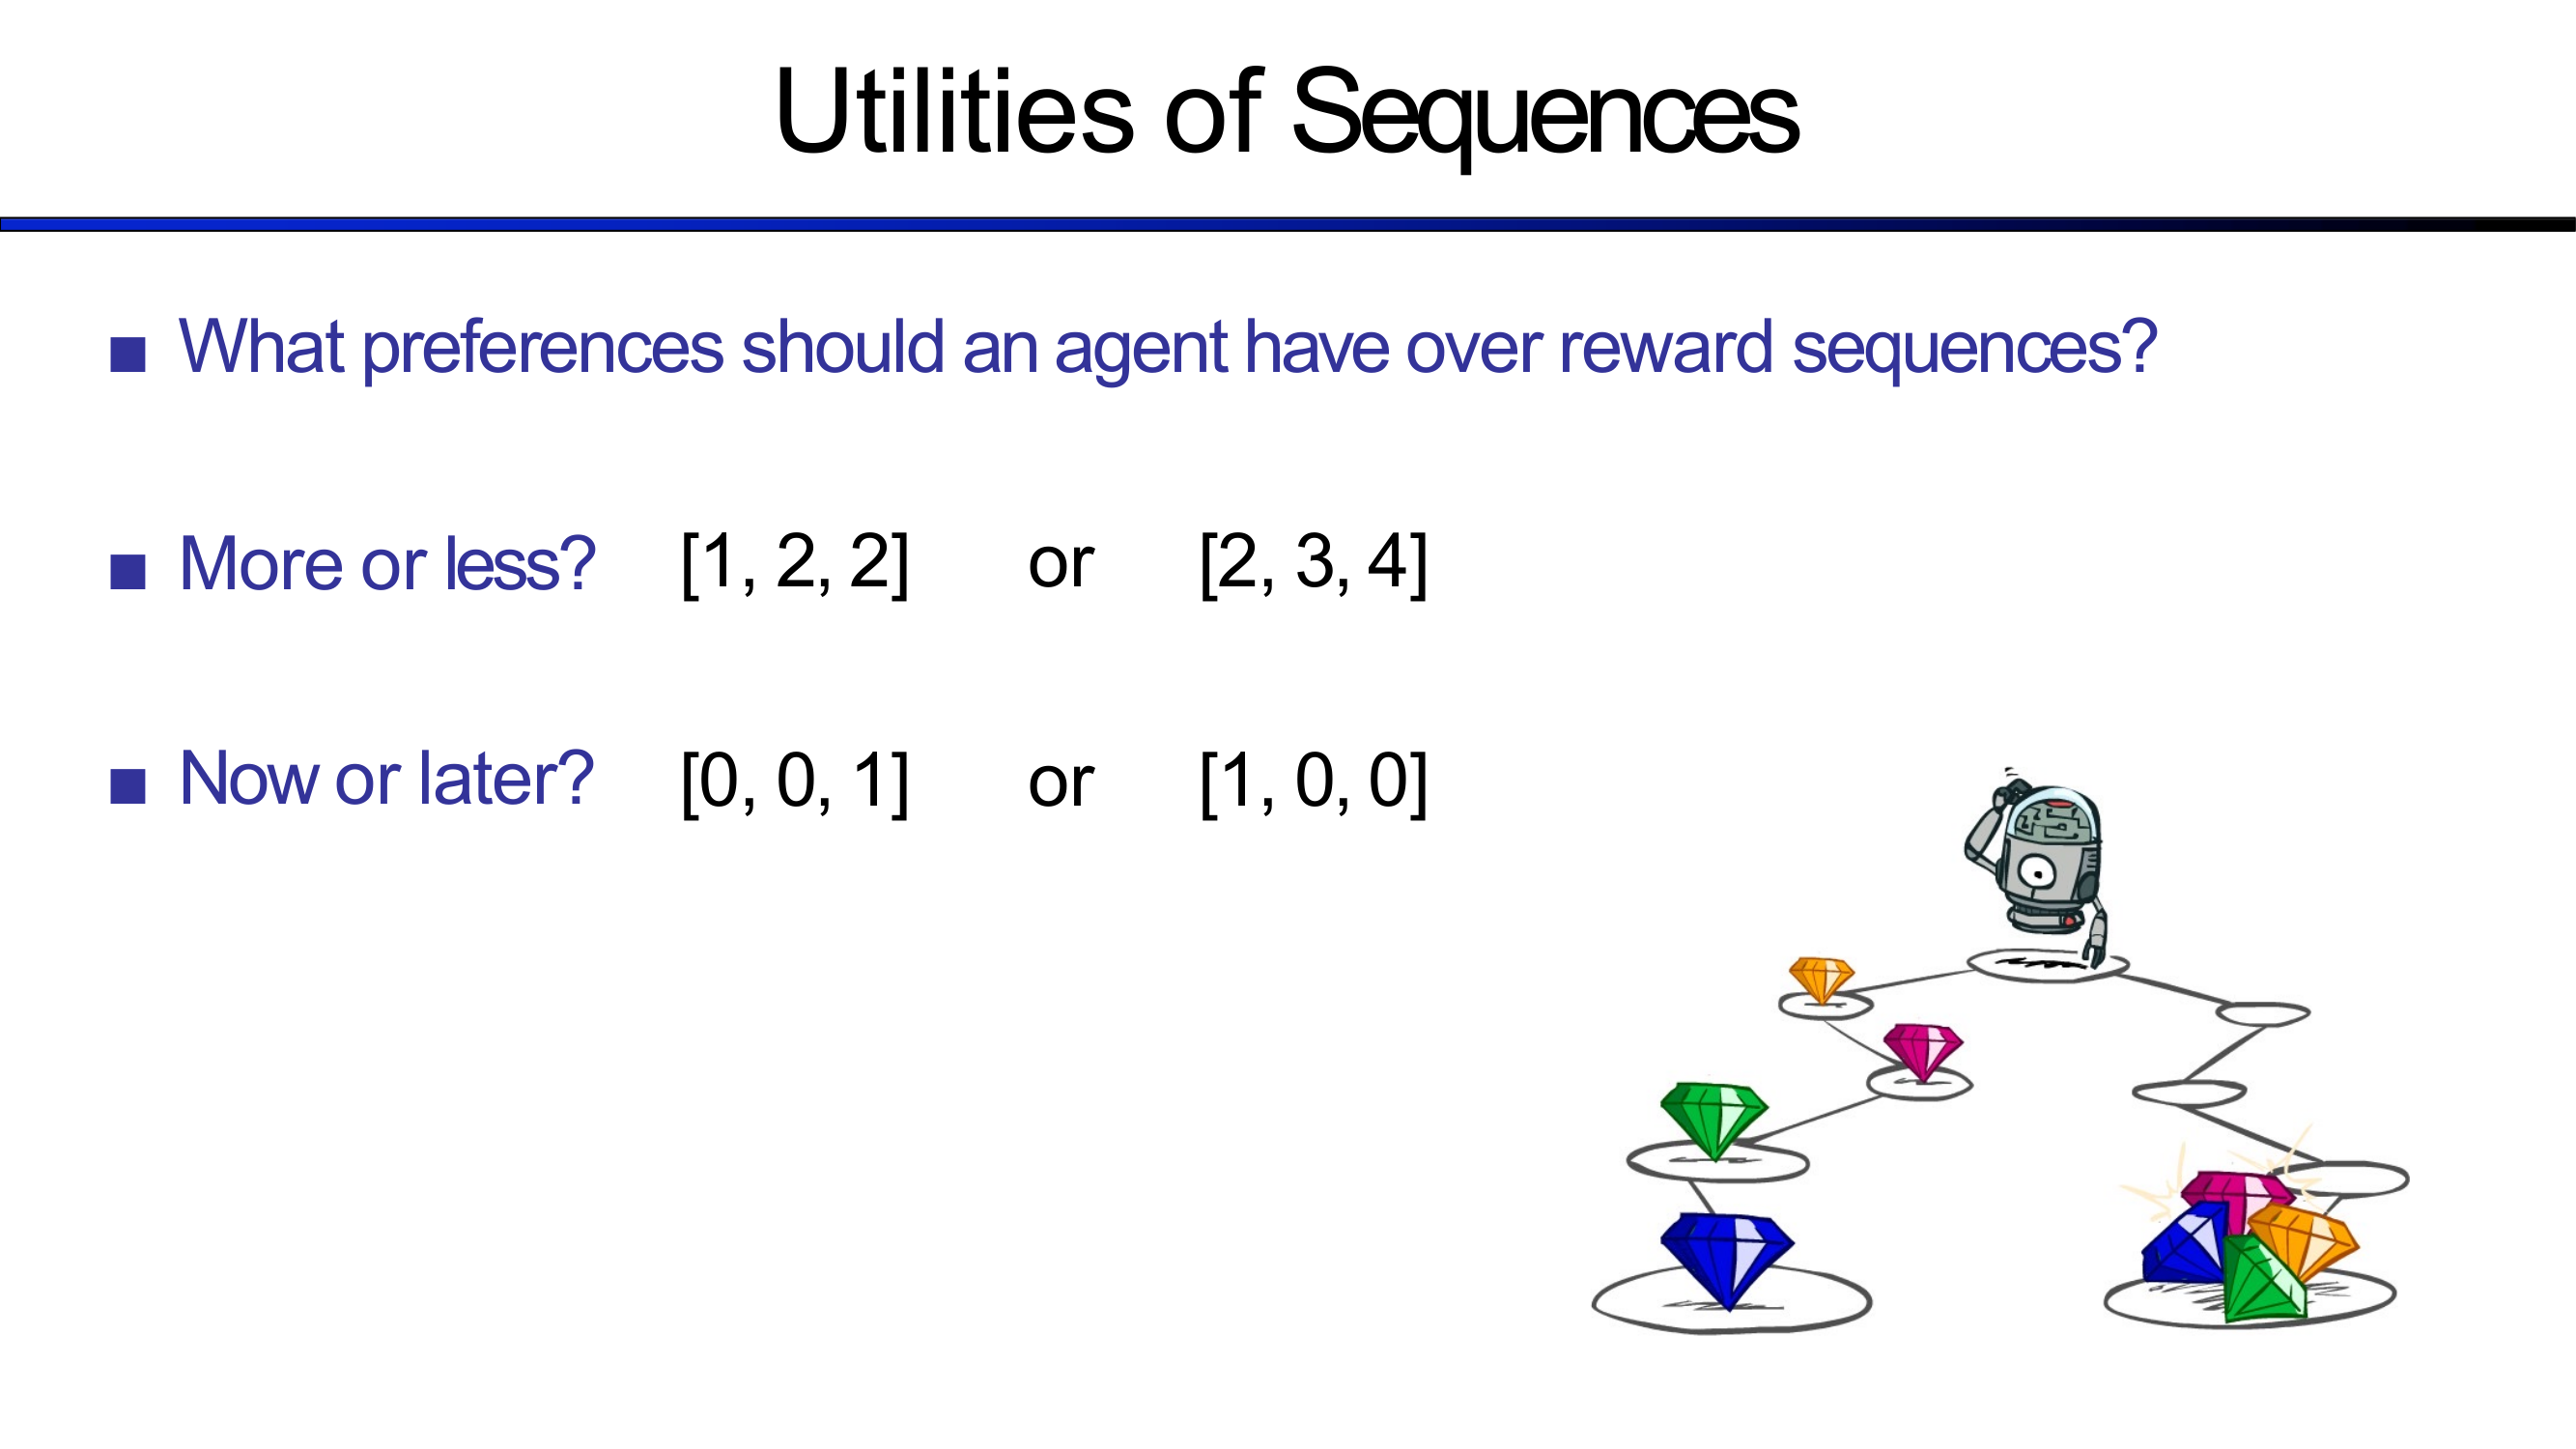 Utilities of Sequences
■ What preferences should an agent have over reward sequences?
■ More or less? [1, 2, 2] or [2, 3, 4]
■ Now or later? [0, 0, 1] or [1, 0, 0]